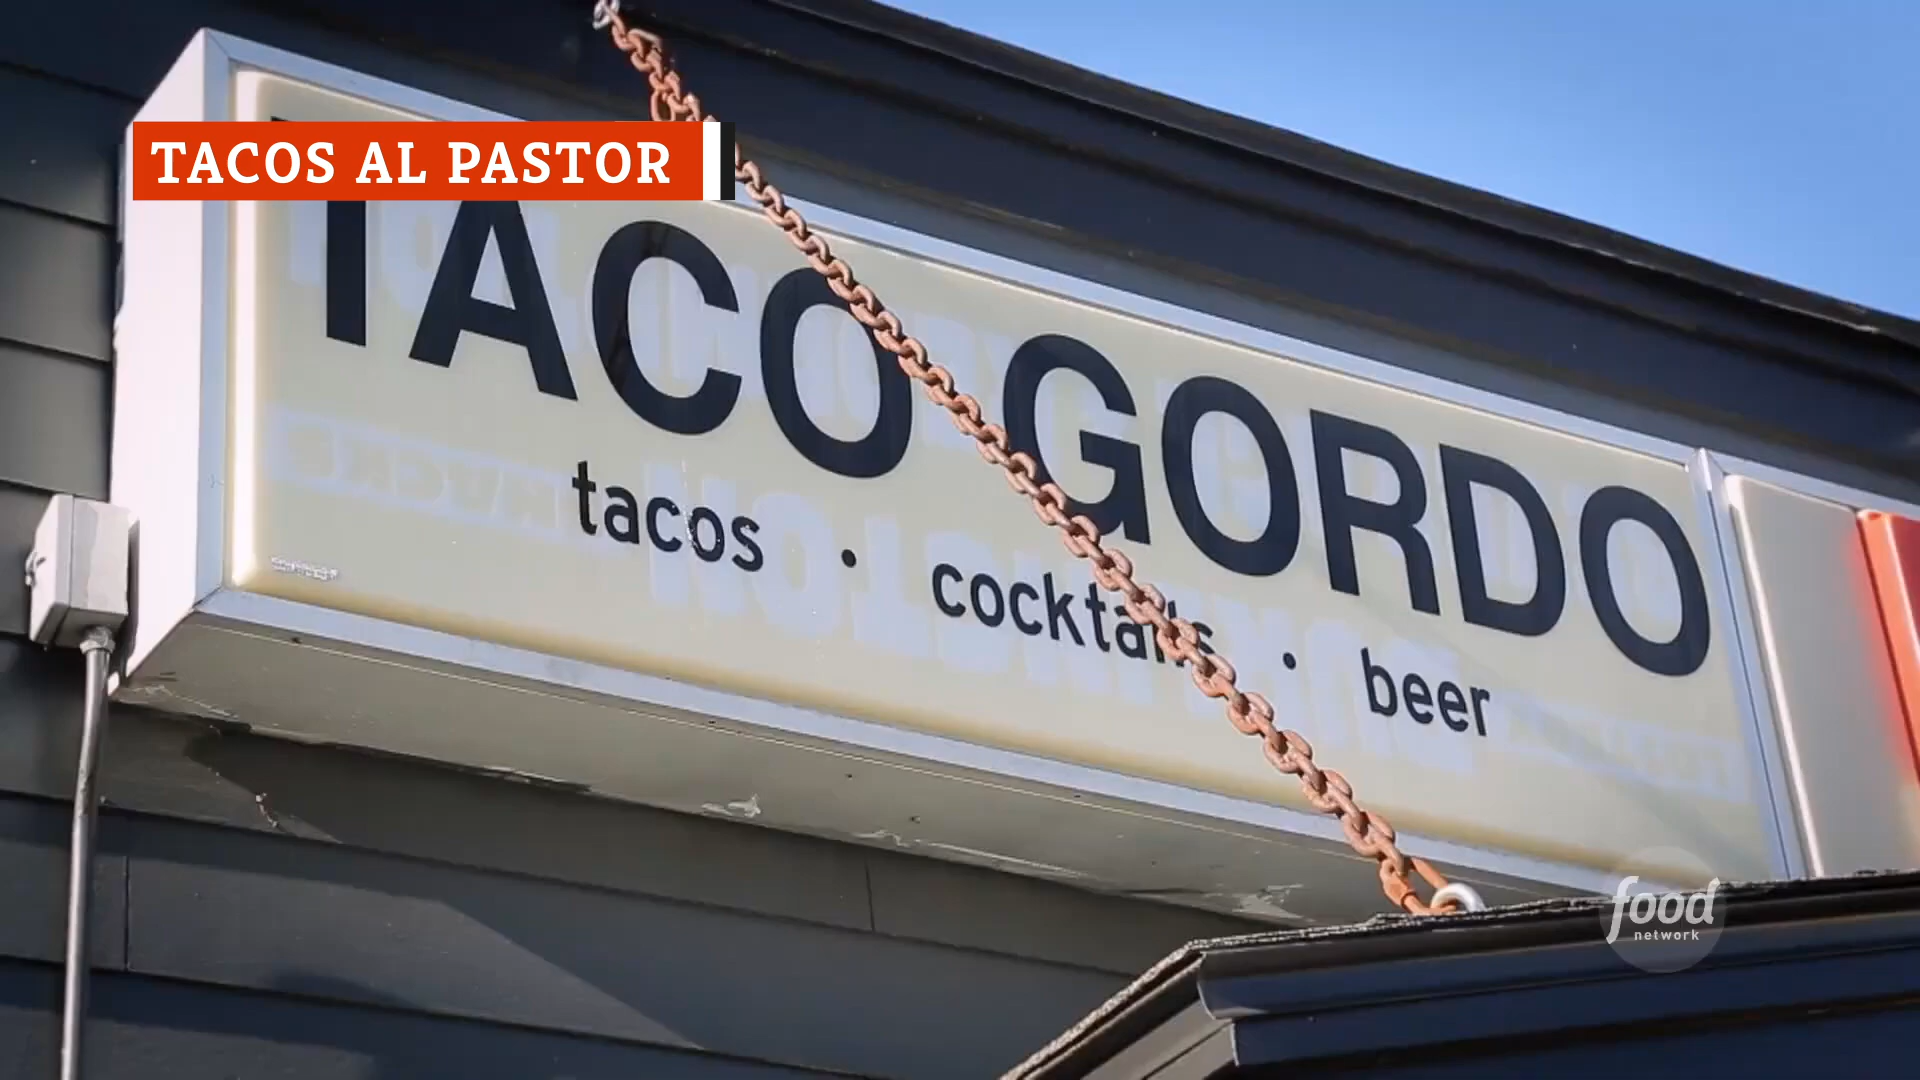 TACOS AL PASTOR
TACO GORDO
tacos • cocktails • beer
food
network